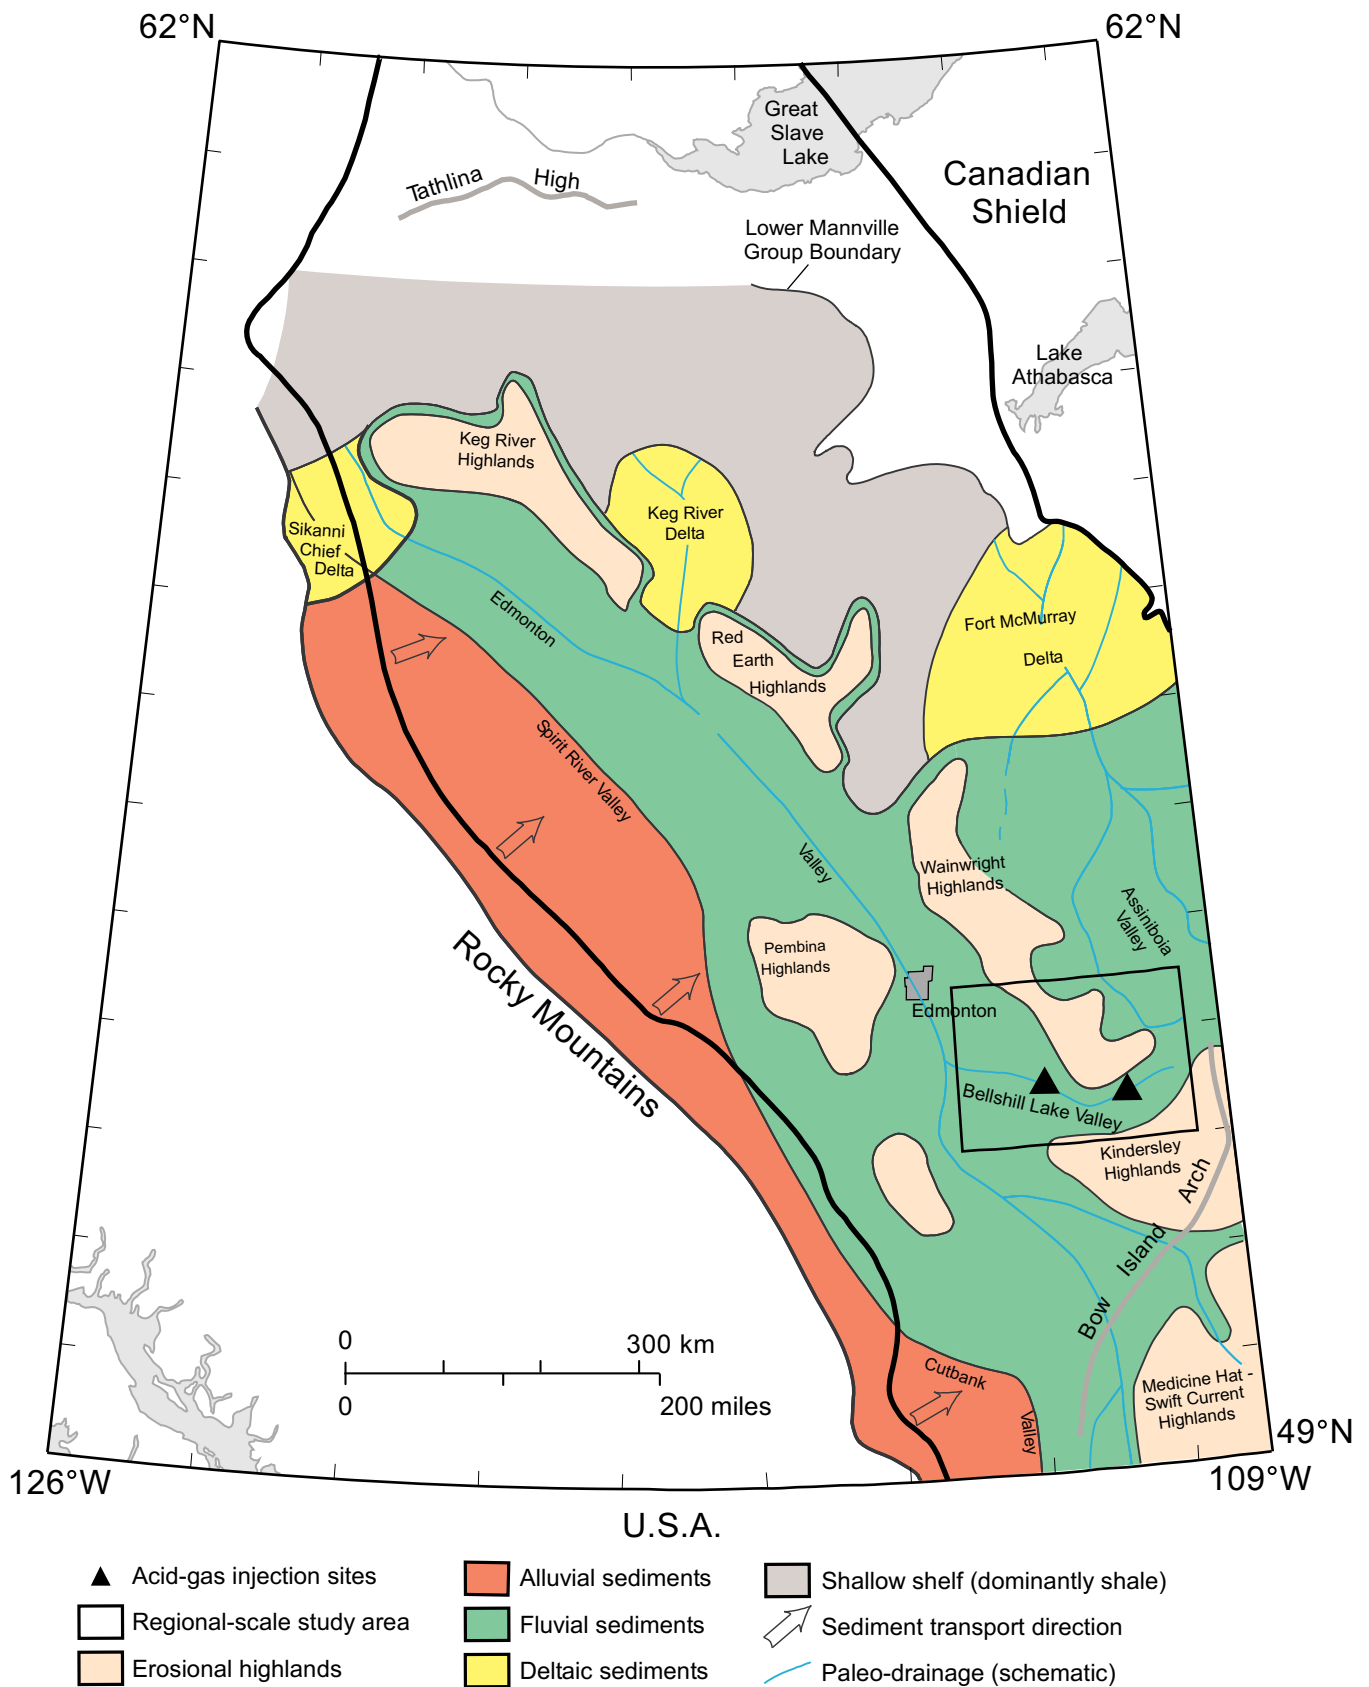 62°N
62°N
Great
Slave
Lake
Canadian
Shield
Tathlina High
Lower Mannville
Group Boundary
Lake
Athabasca
Keg River
Highlands
Keg River
Delta
Sikanni
Chief
Delta
Edmonton
Fort McMurray
Delta
Red
Earth
Highlands
Spirit River Valley
Valley
Wainwright
Highlands
Assiniboia
Valley
Pembina
Highlands
Rocky Mountains
Edmonton
Bellshill Lake Valley
Kindersley
Highlands
Bow Island Arch
0 300 km
0 200 miles
Cutbank
Valley
Medicine Hat -
Swift Current
Highlands
49°N
126°W
109°W
U.S.A.
Acid-gas injection sites
Regional-scale study area
Erosional highlands
Alluvial sediments
Fluvial sediments
Deltaic sediments
Shallow shelf (dominantly shale)
Sediment transport direction
Paleo-drainage (schematic)